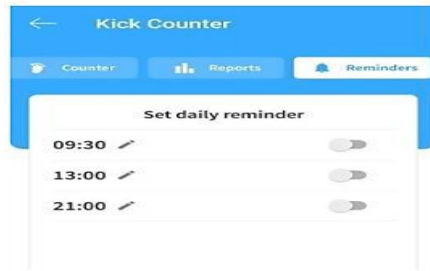 Kick Counter
Counter Reports Reminders
Set daily reminder
09:30
13:00
21:00